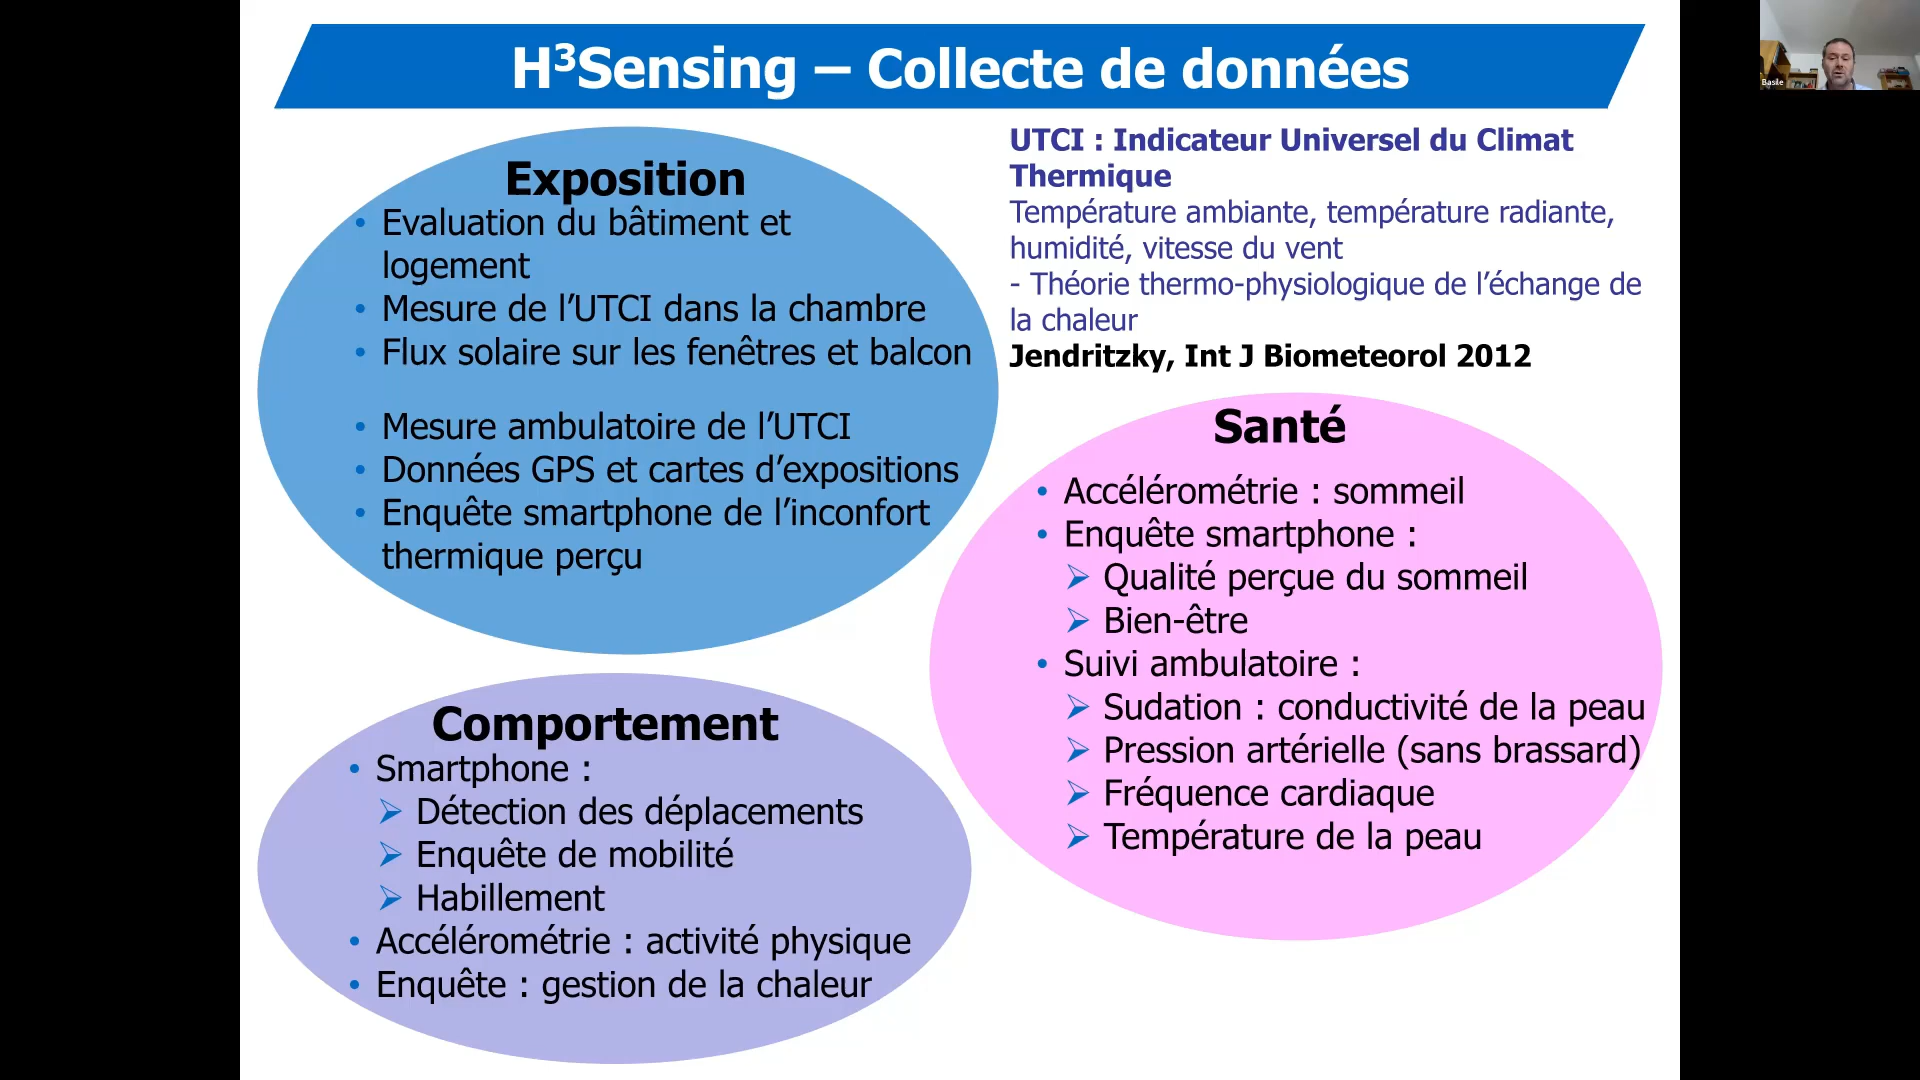 H³Sensing – Collecte de données
Exposition
• Evaluation du bâtiment et
logement
• Mesure de l’UTCI dans la chambre
• Flux solaire sur les fenêtres et balcon
• Mesure ambulatoire de l’UTCI
• Données GPS et cartes d’expositions
• Enquête smartphone de l’inconfort
thermique perçu
UTCI : Indicateur Universel du Climat
Thermique
Température ambiante, température radiante,
humidité, vitesse du vent
- Théorie thermo-physiologique de l’échange de
la chaleur
Jendritzky, Int J Biometeorol 2012
Santé
• Accélérométrie : sommeil
• Enquête smartphone :
➢ Qualité perçue du sommeil
➢ Bien-être
• Suivi ambulatoire :
➢ Sudation : conductivité de la peau
➢ Pression artérielle (sans brassard)
➢ Fréquence cardiaque
➢ Température de la peau
Comportement
• Smartphone :
➢ Détection des déplacements
➢ Enquête de mobilité
➢ Habillement
• Accélérométrie : activité physique
• Enquête : gestion de la chaleur
Basile